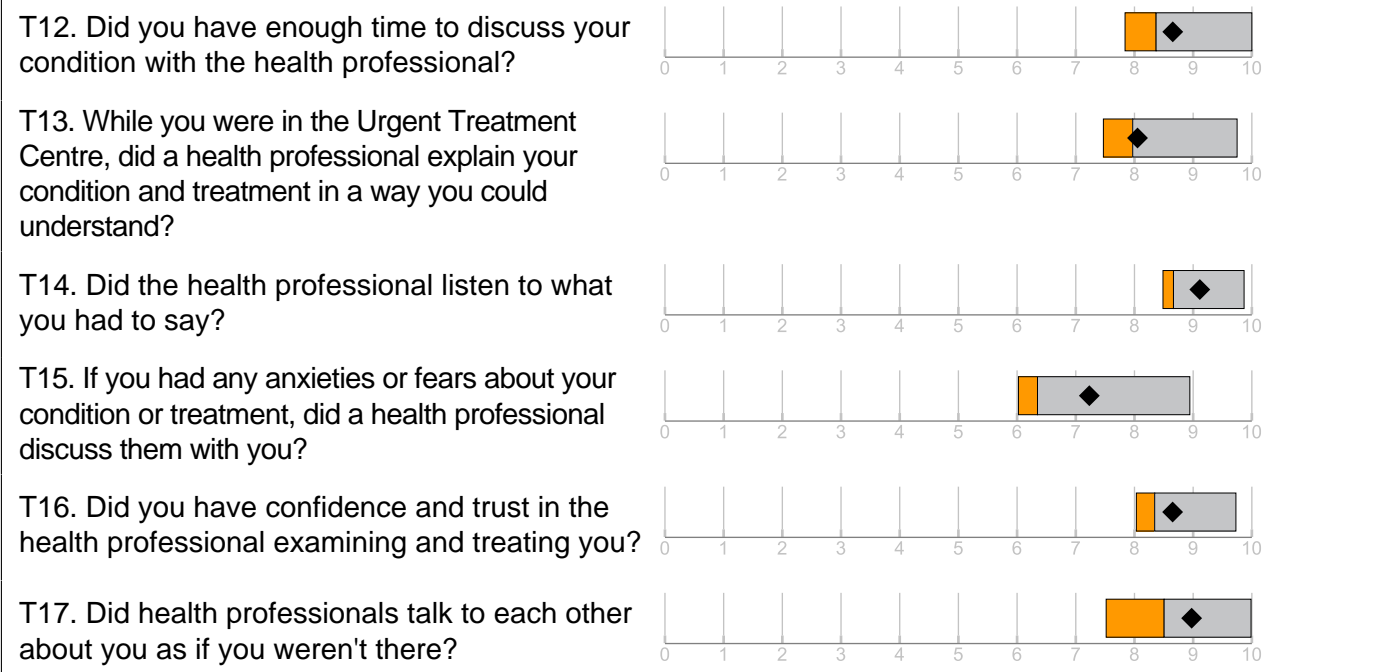 T12. Did you have enough time to discuss your
condition with the health professional?
0 1 2 3 4 5 6 7 8 9 10
T13. While you were in the Urgent Treatment
Centre, did a health professional explain your
condition and treatment in a way you could
understand?
0 1 2 3 4 5 6 7 8 9 10
T14. Did the health professional listen to what
you had to say?
0 1 2 3 4 5 6 7 8 9 10
T15. If you had any anxieties or fears about your
condition or treatment, did a health professional
discuss them with you?
0 1 2 3 4 5 6 7 8 9 10
T16. Did you have confidence and trust in the
health professional examining and treating you?
0 1 2 3 4 5 6 7 8 9 10
T17. Did health professionals talk to each other
about you as if you weren't there?
0 1 2 3 4 5 6 7 8 9 10